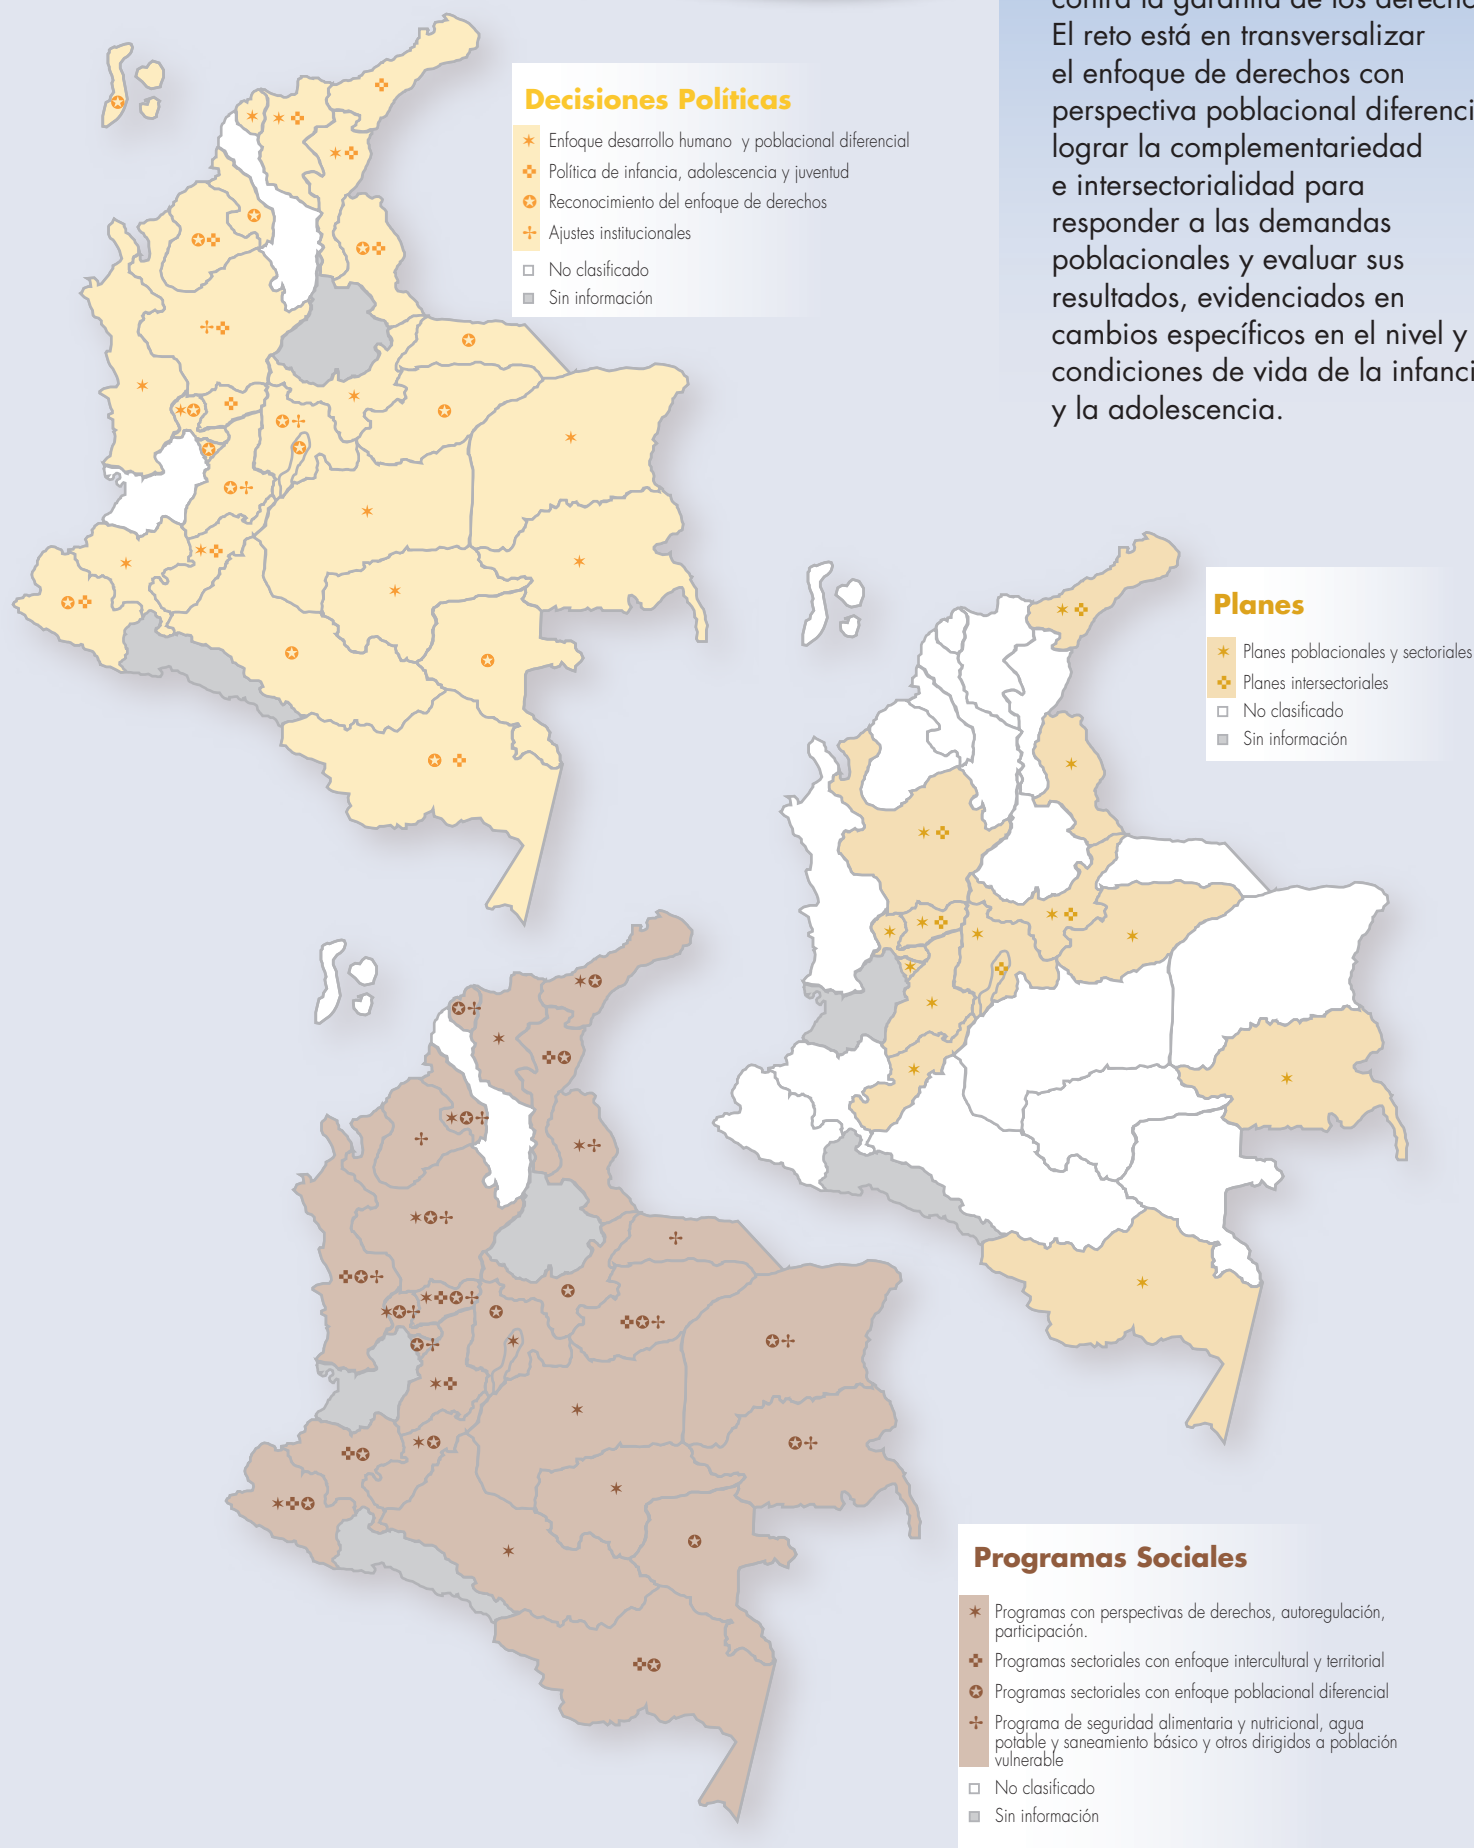 El reto está en transversalizar
el enfoque de derechos con
perspectiva poblacional
lograr la complementariedad
e intersectorialidad para
responder a las demandas
poblacionales y evaluar sus
resultados, evidenciados en
cambios específicos en el nivel y
condiciones de vida de la
y la adolescencia.
Decisiones Políticas
Enfoque desarrollo humano y poblacional diferencial
Política de infancia, adolescencia y juventud
Reconocimiento del enfoque de derechos
Ajustes institucionales
No clasificado
Sin información
Planes
Planes poblacionales y sectoriales
Planes intersectoriales
No clasificado
Sin información
Programas Sociales
Programas con perspectivas de derechos, autoregulación,
participación.
Programas sectoriales con enfoque intercultural y territorial
Programas sectoriales con enfoque poblacional diferencial
Programa de seguridad alimentaria y nutricional, agua
potable y saneamiento básico y otros dirigidos a población
vulnerable
No clasificado
Sin información